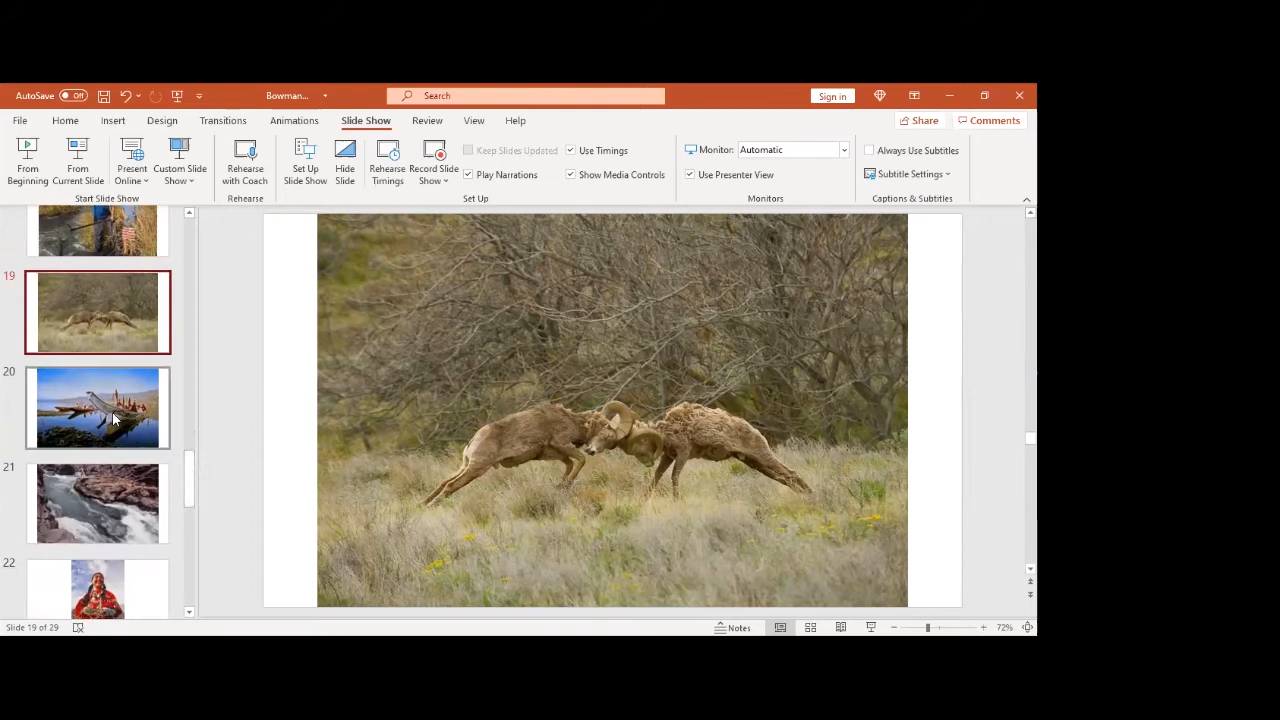 AutoSave Off Bowman... Search Sign in
File Home Insert Design Transitions Animations Slide Show Review View Help Share Comments
From Beginning
From Current Slide
Present Online
Custom Slide Show
Rehearse with Coach
Set Up Slide Show
Hide Slide
Rehearse Timings
Record Slide Show
Keep Slides Updated
Play Narrations
Use Timings
Show Media Controls
Monitor: Automatic
Use Presenter View
Always Use Subtitles
Subtitle Settings
Start Slide Show Rehearse Set Up Monitors Captions & Subtitles
19
20
21
22
Slide 19 of 29 Notes 72%